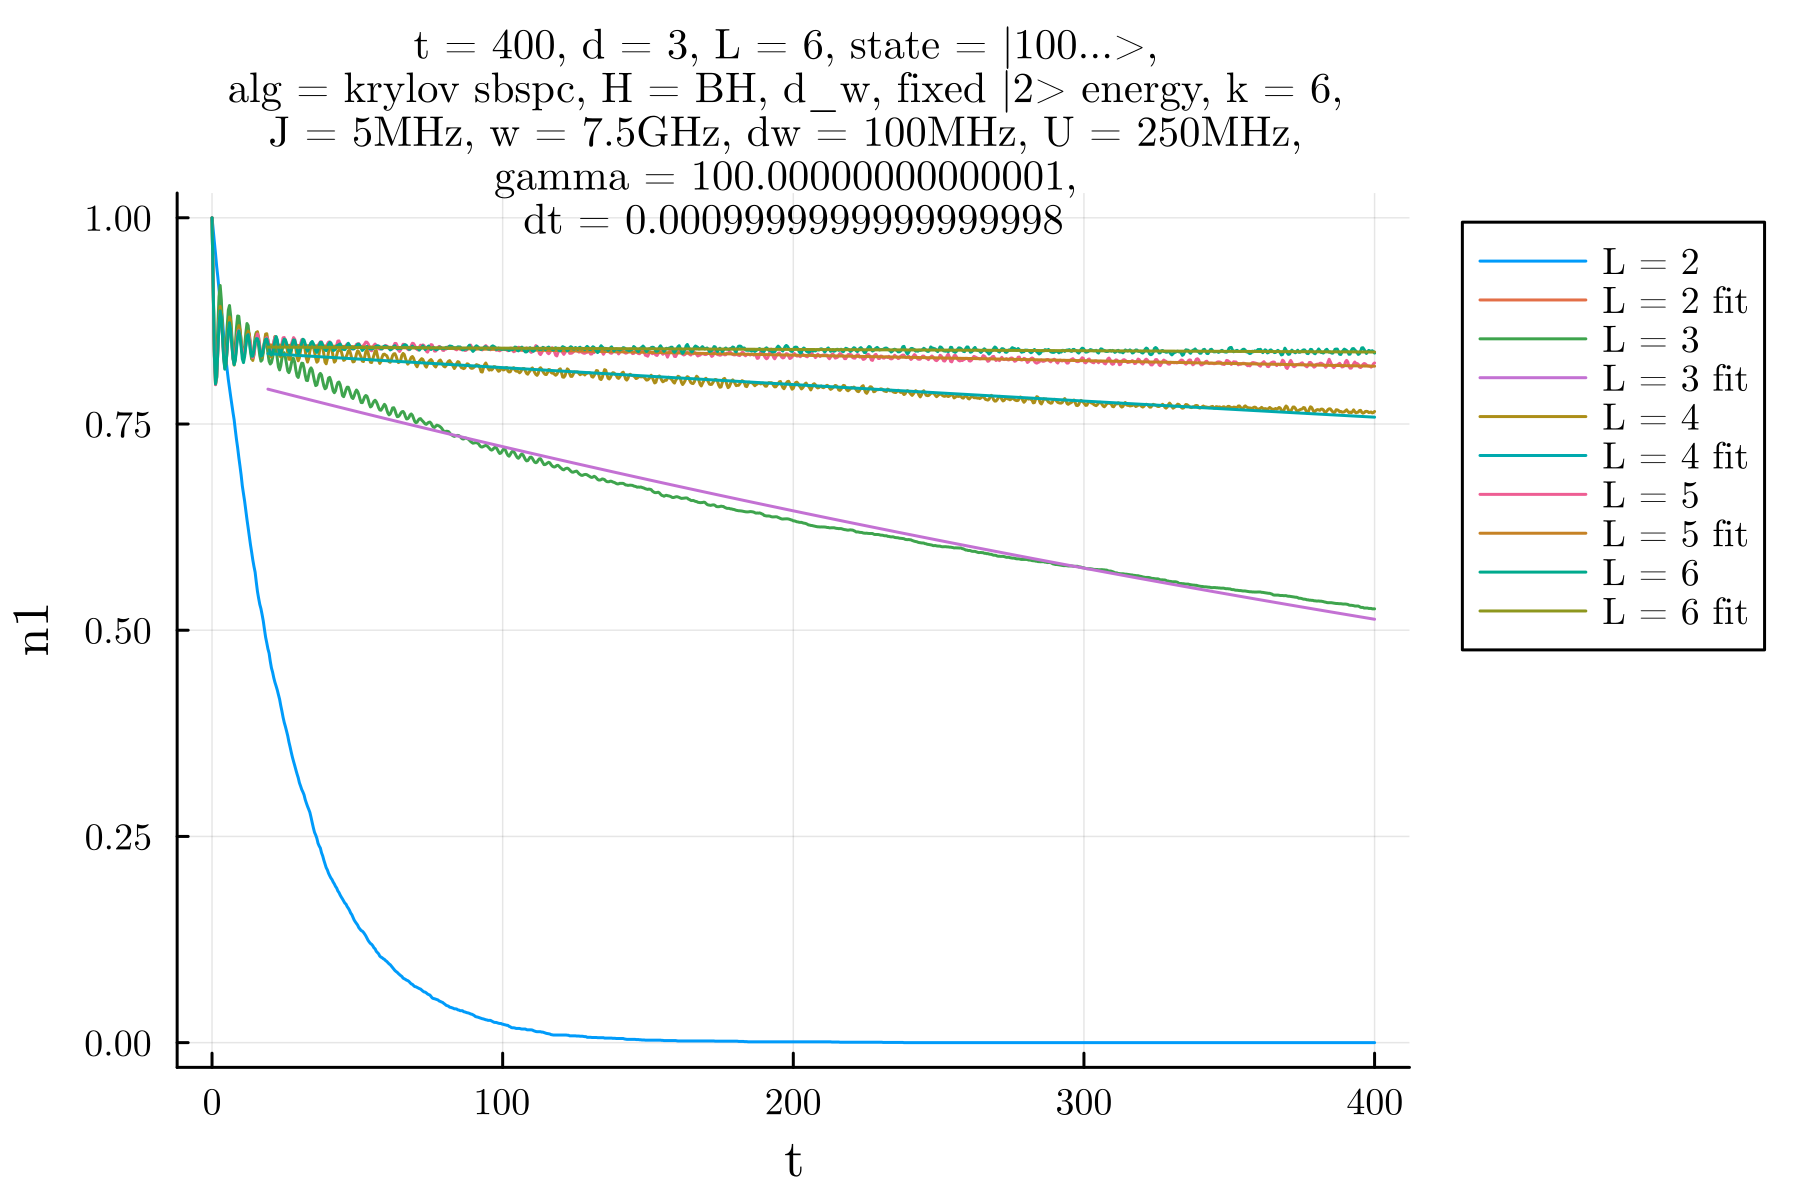 t = 400, d = 3, L = 6, state = |100...>,
alg = krylov sbspc, H = BH, d_w, fixed |2> energy, k = 6,
J = 5MHz, w = 7.5GHz, dw = 100MHz, U = 250MHz,
gamma = 100.00000000000001,
dt = 0.0009999999999999998
1.00
0.75
0.50
0.25
0.00
n1
0
100
200
300
400
t
L = 2
L = 2 fit
L = 3
L = 3 fit
L = 4
L = 4 fit
L = 5
L = 5 fit
L = 6
L = 6 fit